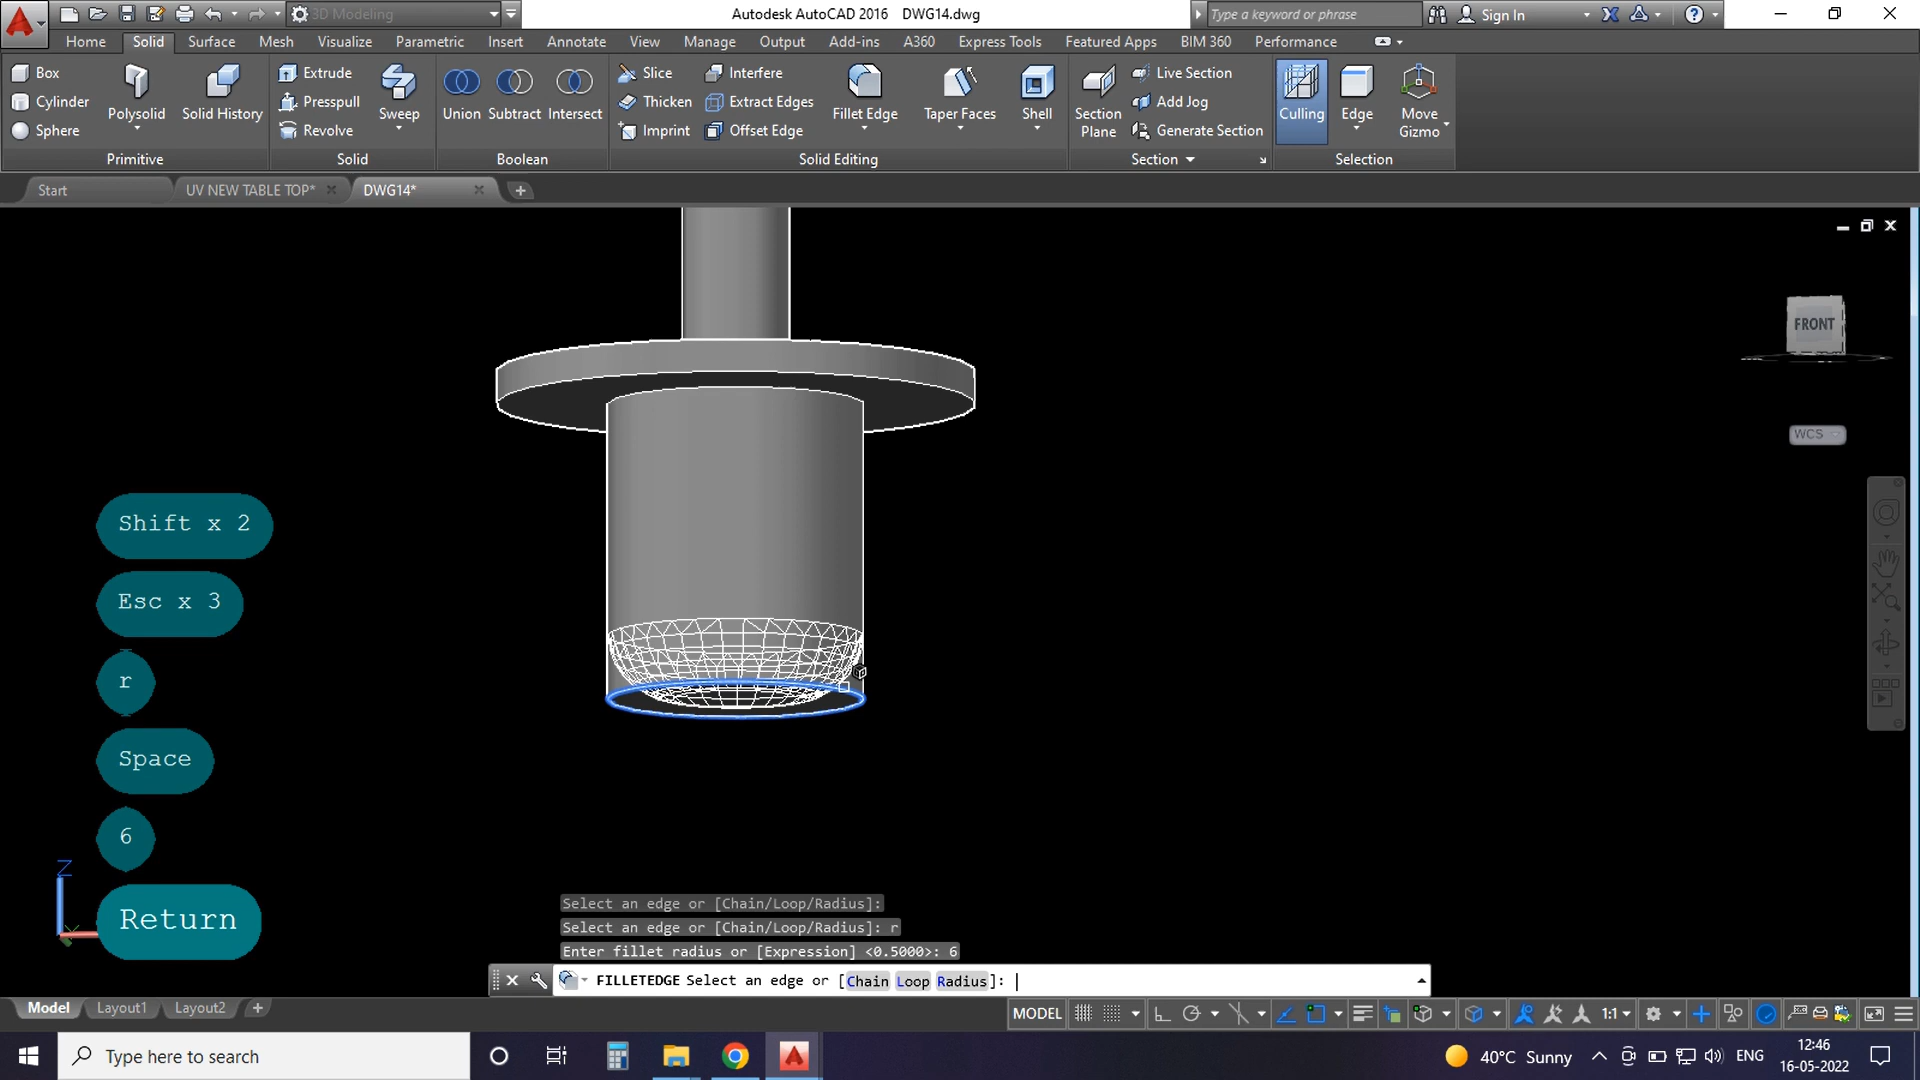 3D Modeling
Autodesk AutoCAD 2016   DWG14.dwg
Type a keyword or phrase
Sign In
Home Solid Surface Mesh Visualize Parametric Insert Annotate View Manage Output Add-ins A360 Express Tools Featured Apps BIM 360 Performance
Box
Cylinder
Sphere
Polysolid
Solid History
Primitive
Extrude
Presspull
Revolve
Sweep
Solid
Union Subtract Intersect
Boolean
Slice
Thicken
Imprint
Interfere
Extract Edges
Offset Edge
Fillet Edge
Taper Faces
Shell
Solid Editing
Section Plane
Live Section
Add Jog
Generate Section
Section
Culling
Edge
Move Gizmo
Selection
Start
UV NEW TABLE TOP*
DWG14*
FRONT
WCS
Shift x 2
Esc x 3
r
Space
6
Return
Z
Select an edge or [Chain/Loop/Radius]:
Select an edge or [Chain/Loop/Radius]: r
Enter fillet radius or [Expression] <0.5000>: 6
FILLETEDGE Select an edge or [Chain Loop Radius]:
Model Layout1 Layout2
MODEL
1:1
Type here to search
40°C Sunny
ENG
12:46
16-05-2022